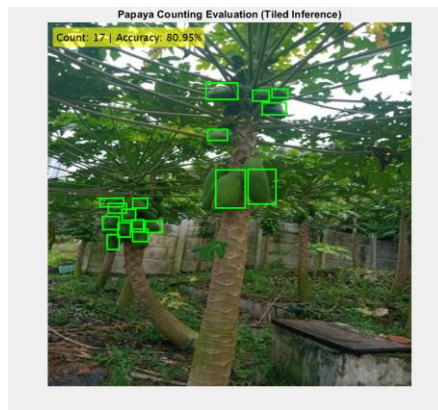 Papaya Counting Evaluation (Tiled Inference)
Count: 17 | Accuracy: 80.95%